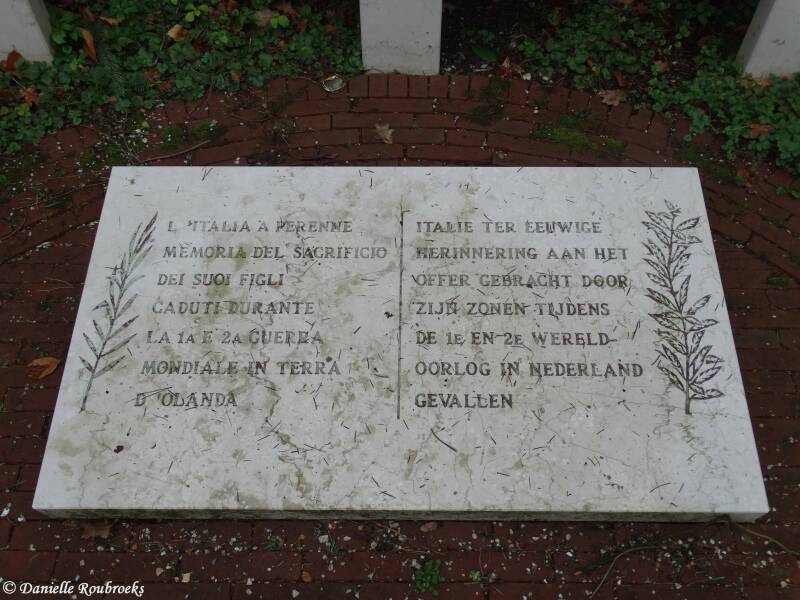 L'ITALIA A PERENNE
MEMORIA DEL SACRIFICIO
DEI SUOI FIGLI
CADUTI DURANTE
LA 1A E 2A GUERRA
MONDIALE IN TERRA
D'OLANDA
ITALIE TER EEUWIGE
HERINNERING AAN HET
OFFER GEBRACHT DOOR
ZIJN ZONEN TIJDENS
DE 1E EN 2E WERELD-
OORLOG IN NEDERLAND
GEVALLEN
© Danielle Roubroeks